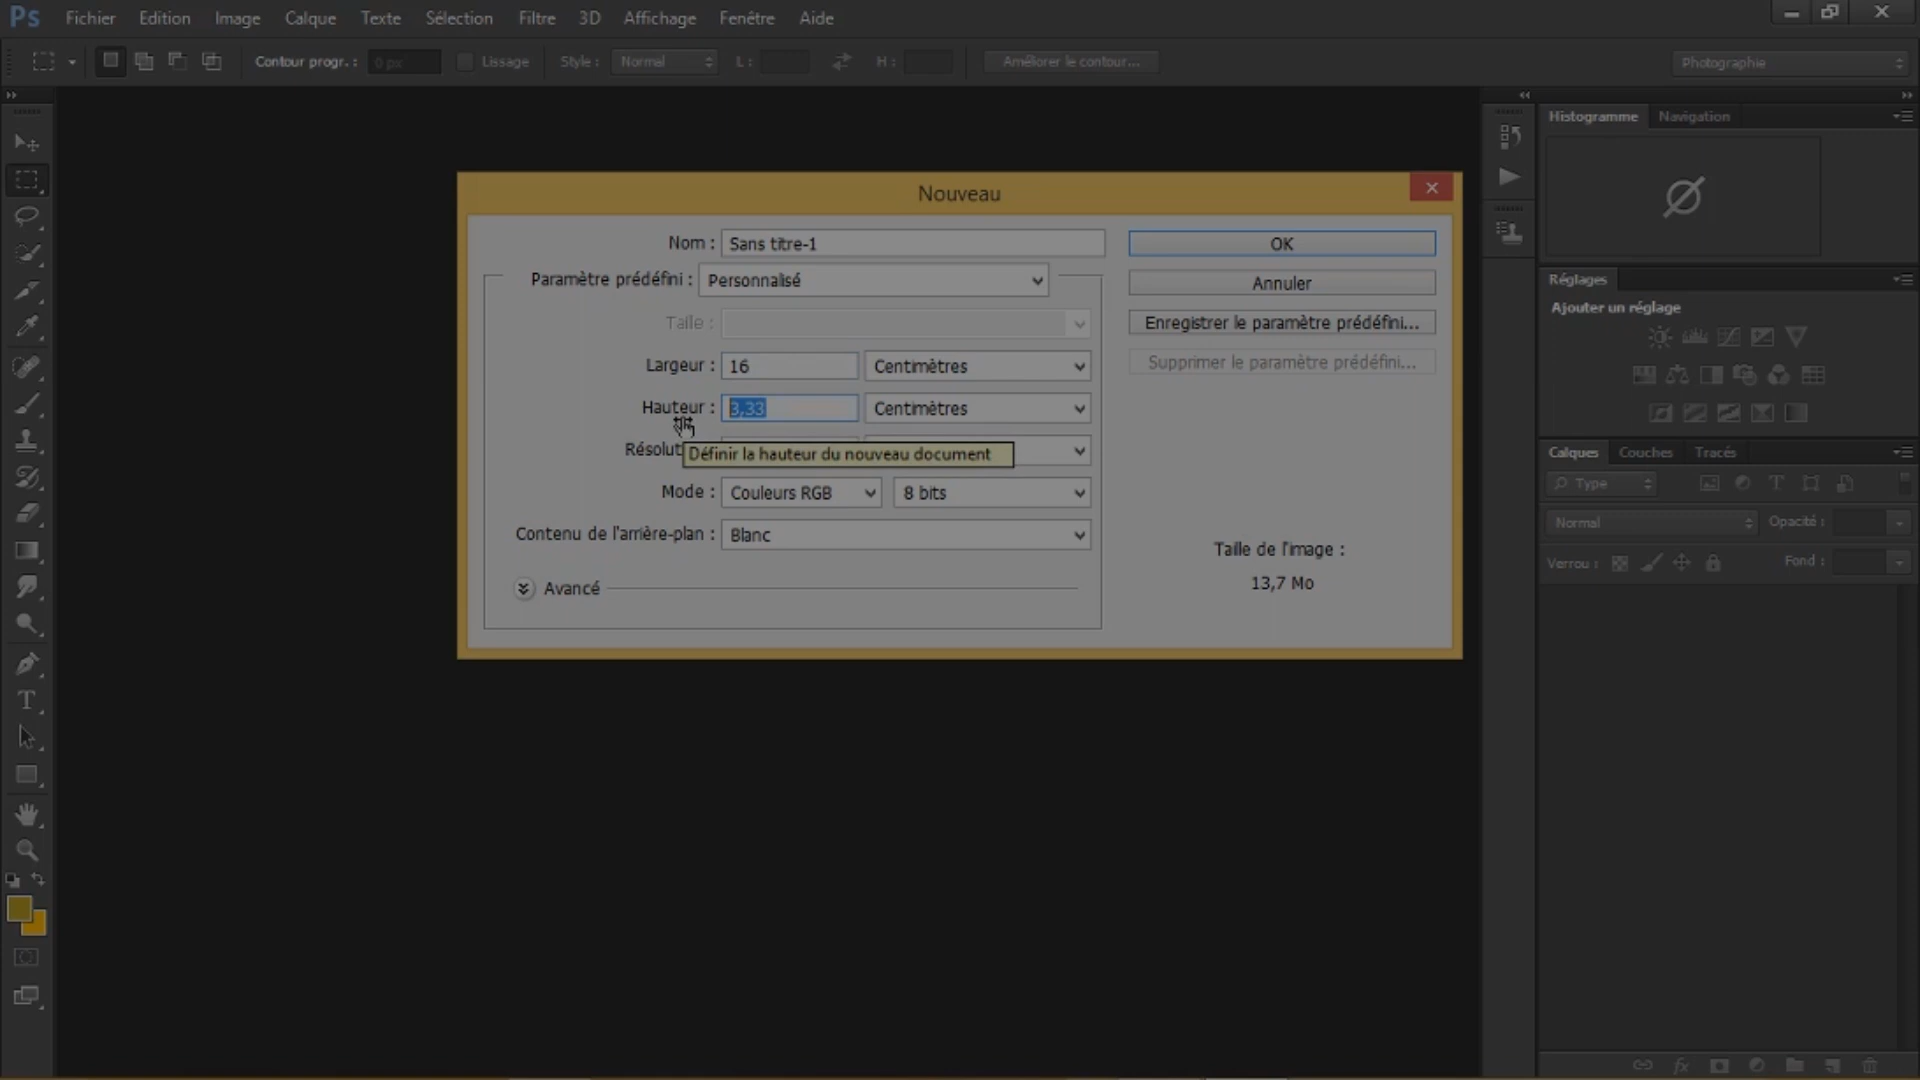 Ps Fichier Edition Image Calque Texte Sélection Filtre 3D Affichage Fenêtre Aide
Contour progr. : 0 px Lissage Style : Normal L : H : Améliorer le contour... Photographie
Histogramme Navigation
Nouveau
Nom : Sans titre-1 OK
Paramètre prédéfini : Personnalisé Annuler
Réglages
Ajouter un réglage
Taille : Enregistrer le paramètre prédéfini...
Largeur : 16 Centimètres Supprimer le paramètre prédéfini...
Hauteur : 3,33 Centimètres
Résolut
Définir la hauteur du nouveau document
Calques Couches Tracés
Type
Mode : Couleurs RGB 8 bits
Normal Opacité :
Contenu de l'arrière-plan : Blanc
Taille de l'image :
Verrou : Fond :
13,7 Mo
Avancé
T
fx